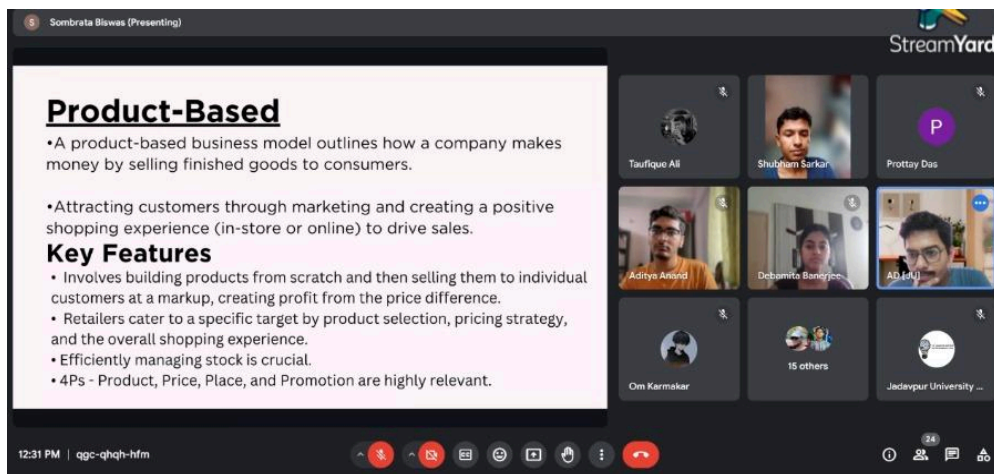 S Sombrata Biswas (Presenting)
StreamYard
Product-Based
•A product-based business model outlines how a company makes
money by selling finished goods to consumers.
•Attracting customers through marketing and creating a positive
shopping experience (in-store or online) to drive sales.
Key Features
• Involves building products from scratch and then selling them to individual
customers at a markup, creating profit from the price difference.
• Retailers cater to a specific target by product selection, pricing strategy,
and the overall shopping experience.
• Efficiently managing stock is crucial.
• 4Ps - Product, Price, Place, and Promotion are highly relevant.
Taufique Ali
Shubham Sarkar
P
Prottay Das
Aditya Anand
Debamita Banerjee
AD [JU]
Om Karmakar
15 others
Jadavpur University ...
12:31 PM | qgc-qhqh-hfm
24